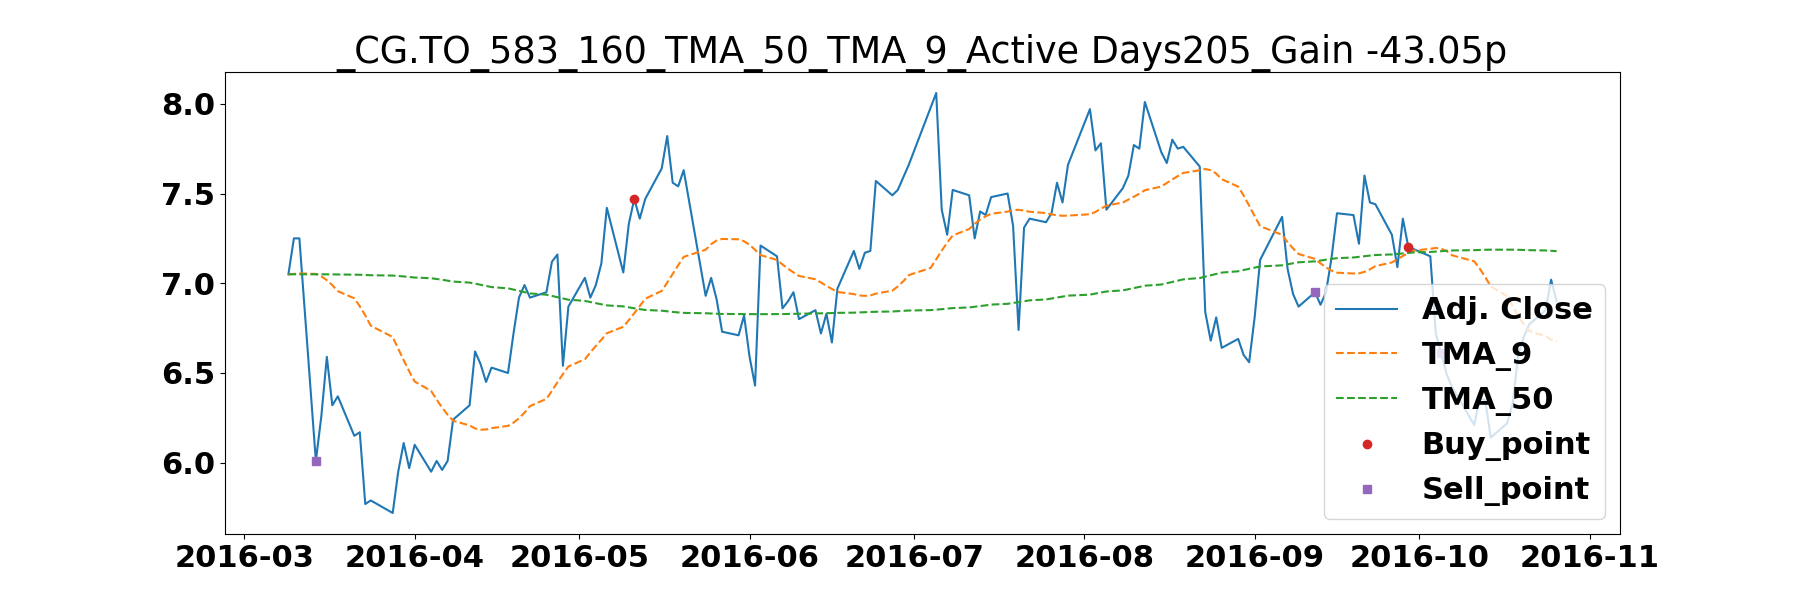 _CG.TO_583_160_TMA_50_TMA_9_Active Days205_Gain -43.05p
8.0
7.5
7.0
6.5
6.0
Adj. Close
TMA_9
TMA_50
Buy_point
Sell_point
2016-03 2016-04 2016-05 2016-06 2016-07 2016-08 2016-09 2016-10 2016-11